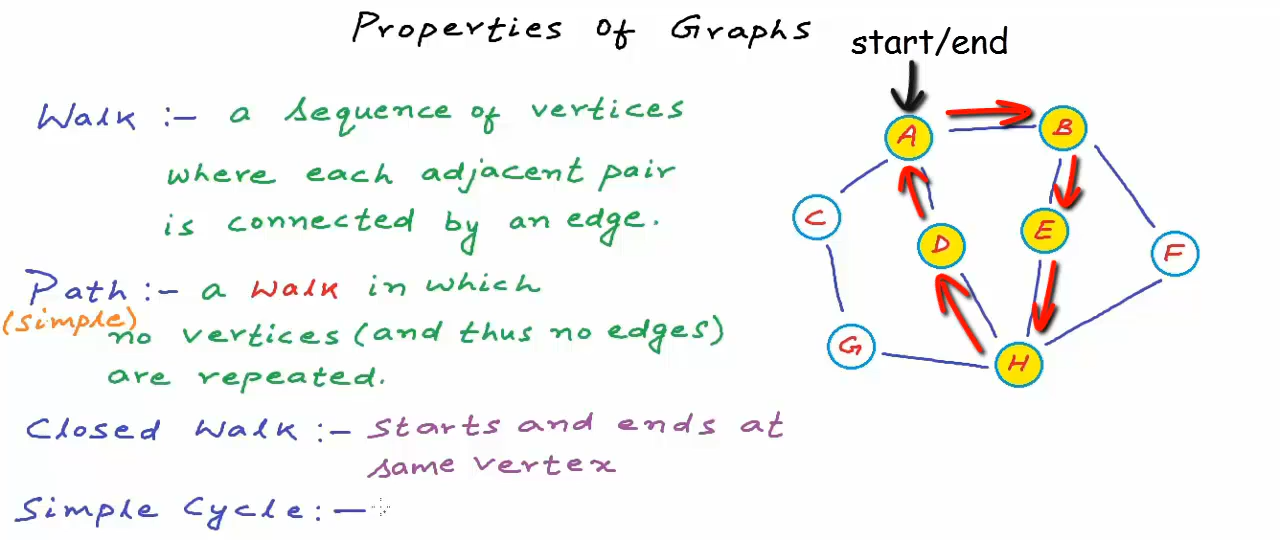 Properties of Graphs
start/end
Walk :- a sequence of vertices
where each adjacent pair
is connected by an edge.
Path :- a walk in which
(simple)
no vertices (and thus no edges)
are repeated.
Closed Walk :- starts and ends at
same vertex
Simple Cycle :-
A
B
C
D
E
F
G
H